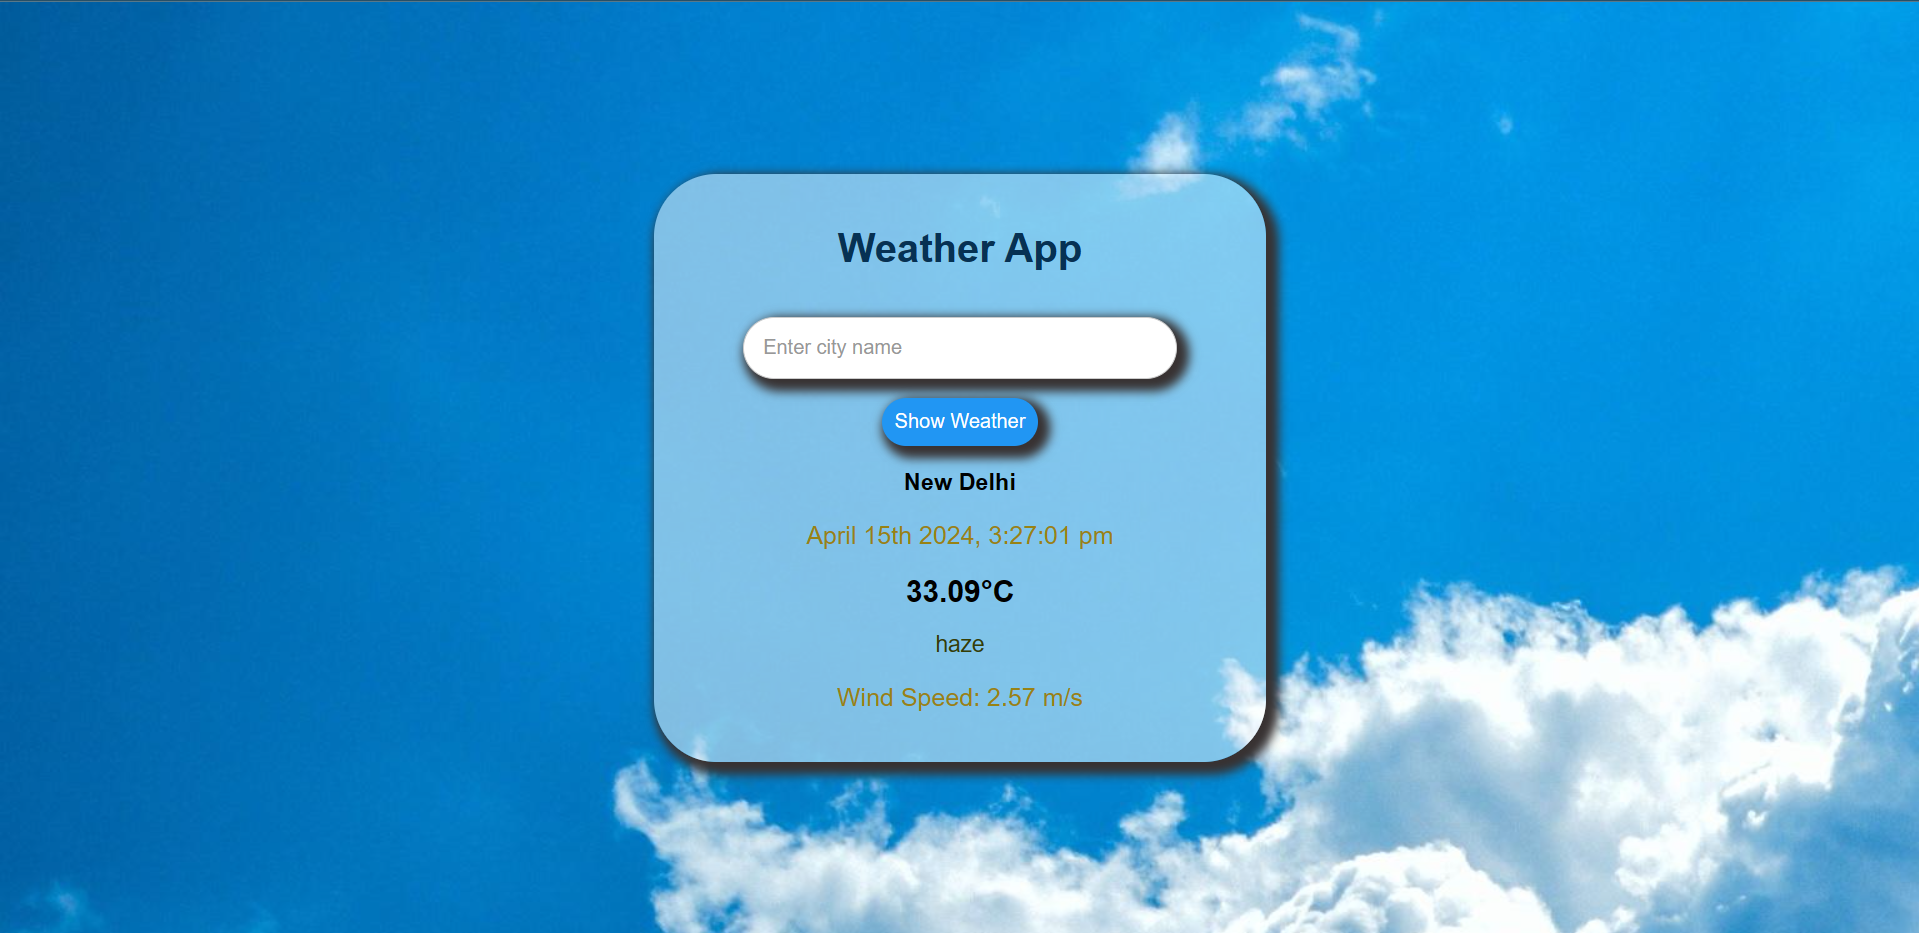 Weather App
Enter city name
Show Weather
New Delhi
April 15th 2024, 3:27:01 pm
33.09°C
haze
Wind Speed: 2.57 m/s